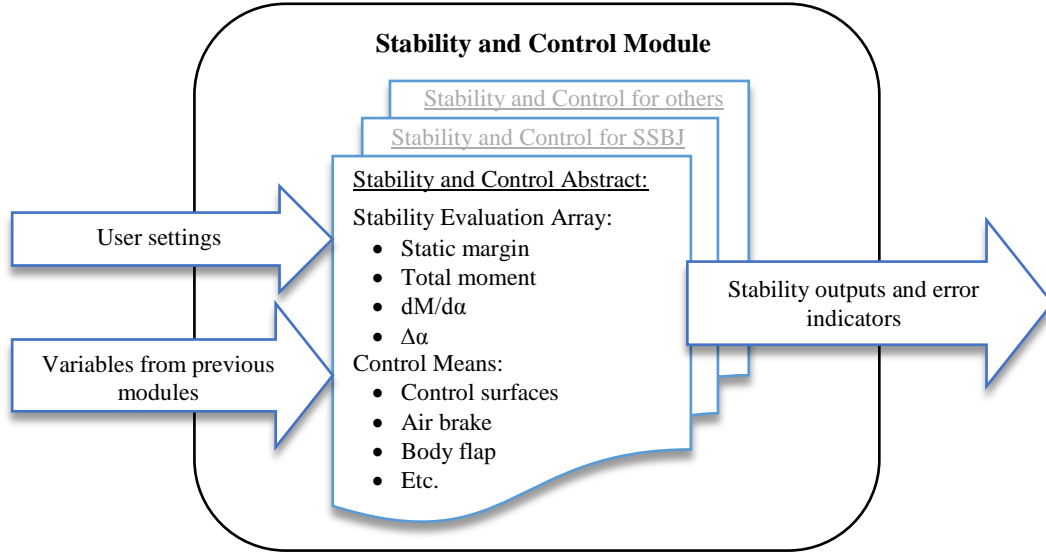 Stability and Control Module
Stability and Control for others
Stability and Control for SSBJ
Stability and Control Abstract:
Stability Evaluation Array:
• Static margin
• Total moment
• dM/dα
• Δα
Control Means:
• Control surfaces
• Air brake
• Body flap
• Etc.
User settings
Variables from previous
modules
Stability outputs and error
indicators